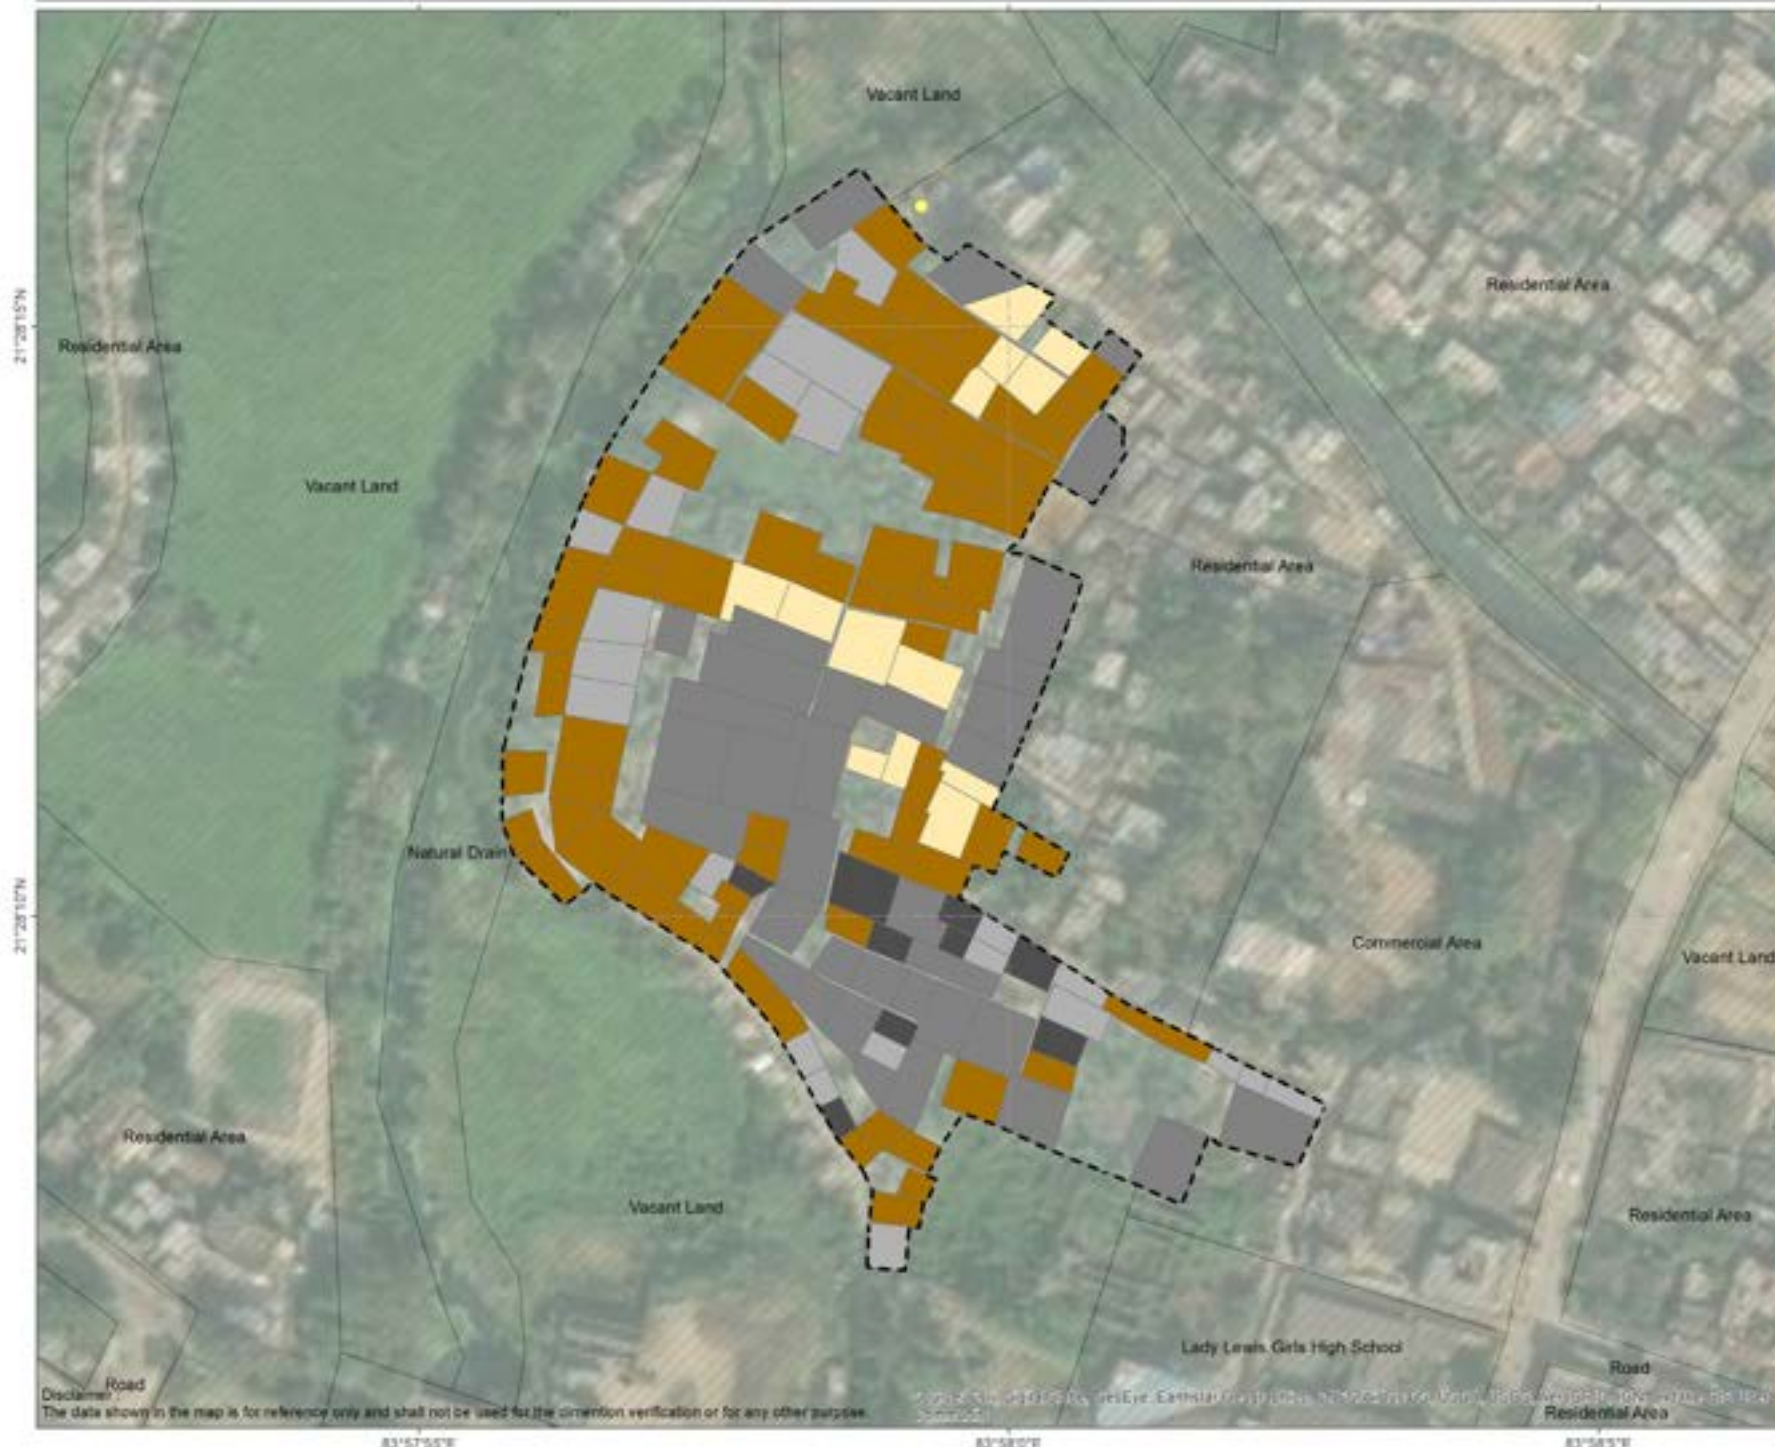 Vacant Land
Residential Area
21°28'15"N
Residential Area
Vacant Land
Residential Area
Natural Drain
21°28'10"N
Commercial Area
Vacant Land
Residential Area
Vacant Land
Residential Area
Lady Lewis Girls High School
Road
Road
Disclaimer :
The data shown in the map is for reference only and shall not be used for the dimention verification or for any other purpose.
Residential Area
83°57'55"E
83°58'0"E
83°58'5"E